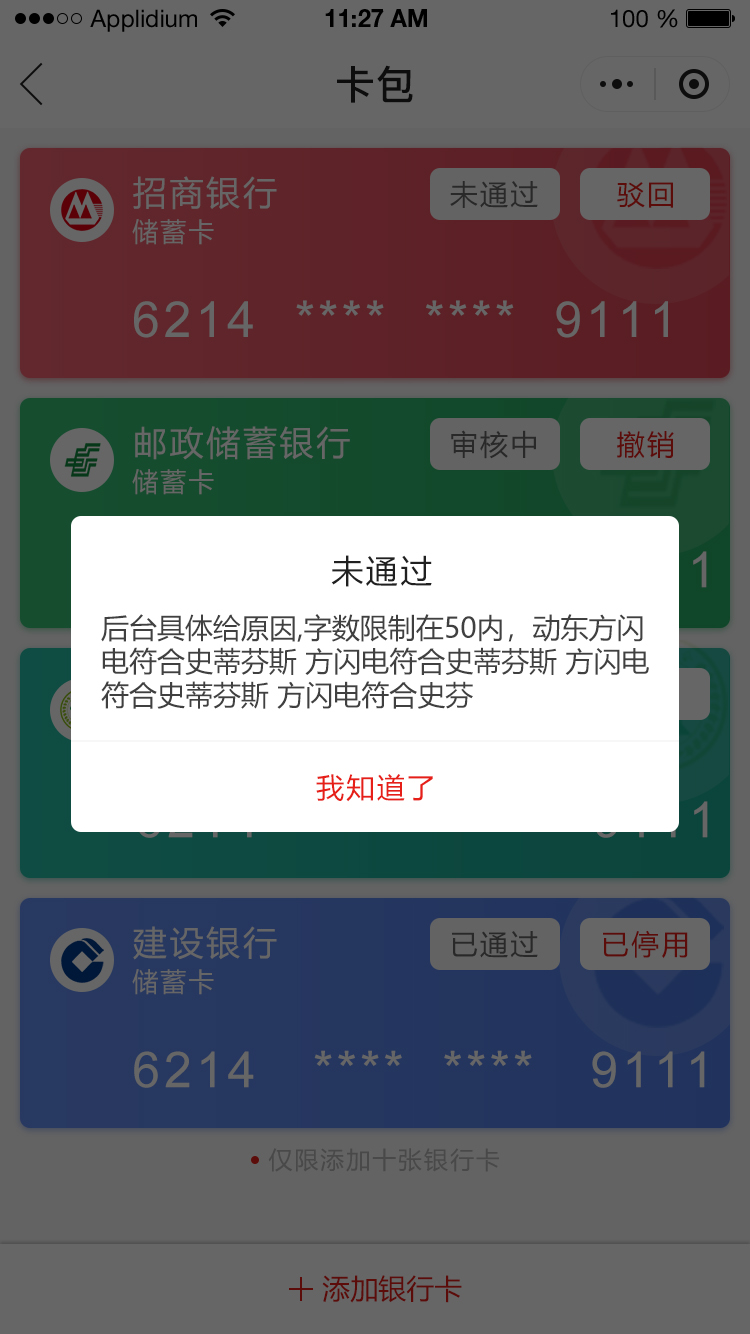 Applidium 11:27 AM 100 %
卡包
招商银行 未通过 驳回
储蓄卡
6214 **** **** 9111
邮政储蓄银行 审核中 撤销
储蓄卡
1
未通过
后台具体给原因,字数限制在50内，动东方闪
电符合史蒂芬斯 方闪电符合史蒂芬斯 方闪电
符合史蒂芬斯 方闪电符合史芬
我知道了
6214 9111
建设银行 已通过 已停用
储蓄卡
6214 **** **** 9111
仅限添加十张银行卡
+ 添加银行卡